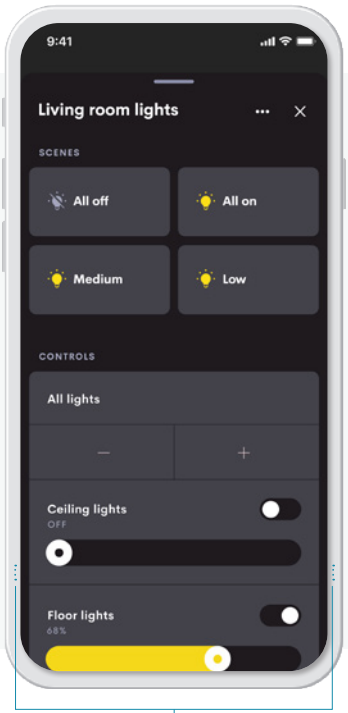 9:41
Living room lights
SCENES
All off
All on
Medium
Low
CONTROLS
All lights
Ceiling lights
OFF
Floor lights
68%